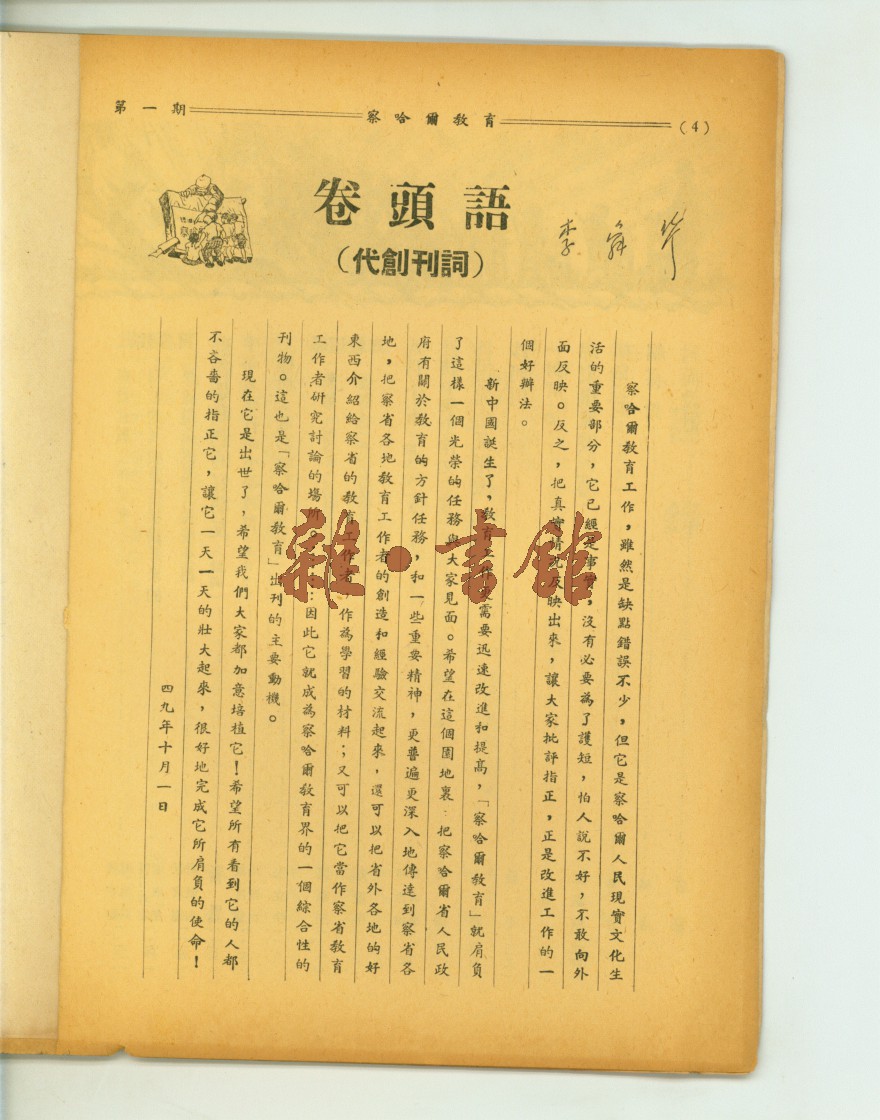 第一期
察哈爾教育
(4)
卷頭語
(代創刊詞)
李
察哈爾教育工作，雖然是缺點錯誤不少，但它是察哈爾人民現實文化生
活的重要部分，它已經是事實，沒有必要為了護短，怕人說不好，不敢向外
面反映。反之，把真實情況反映出來，讓大家批評指正，正是改進工作的一
個好辦法。
新中國誕生了，教育工作更需要迅速改進和提高，「察哈爾教育」就肩負
了這樣一個光榮的任務與大家見面。希望在這個園地裏：把察哈爾省人民政
府有關於教育的方針任務，和一些重要精神，更普遍更深入地傳達到察省各
地，把察省各地教育工作者的創造和經驗交流起來，還可以把省外各地的好
東西介紹給察省的教育工作者，作為學習的材料；又可以把它當作察省教育
工作者研究討論的場所。因此它就成為察哈爾教育界的一個綜合性的
刊物。這也是「察哈爾教育」出刊的主要動機。
現在它是出世了，希望我們大家都加意培植它！希望所有看到它的人都
不吝嗇的指正它，讓它一天一天的壯大起來，很好地完成它所肩負的使命！
四九年十月一日
雜·書館